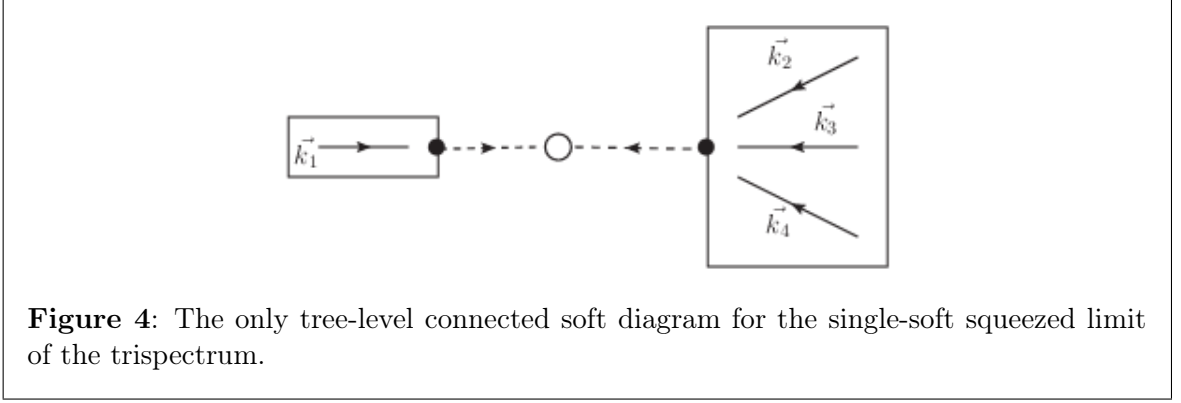 k⃗₂
k⃗₃
k⃗₁
k⃗₄
Figure 4: The only tree-level connected soft diagram for the single-soft squeezed limit
of the trispectrum.